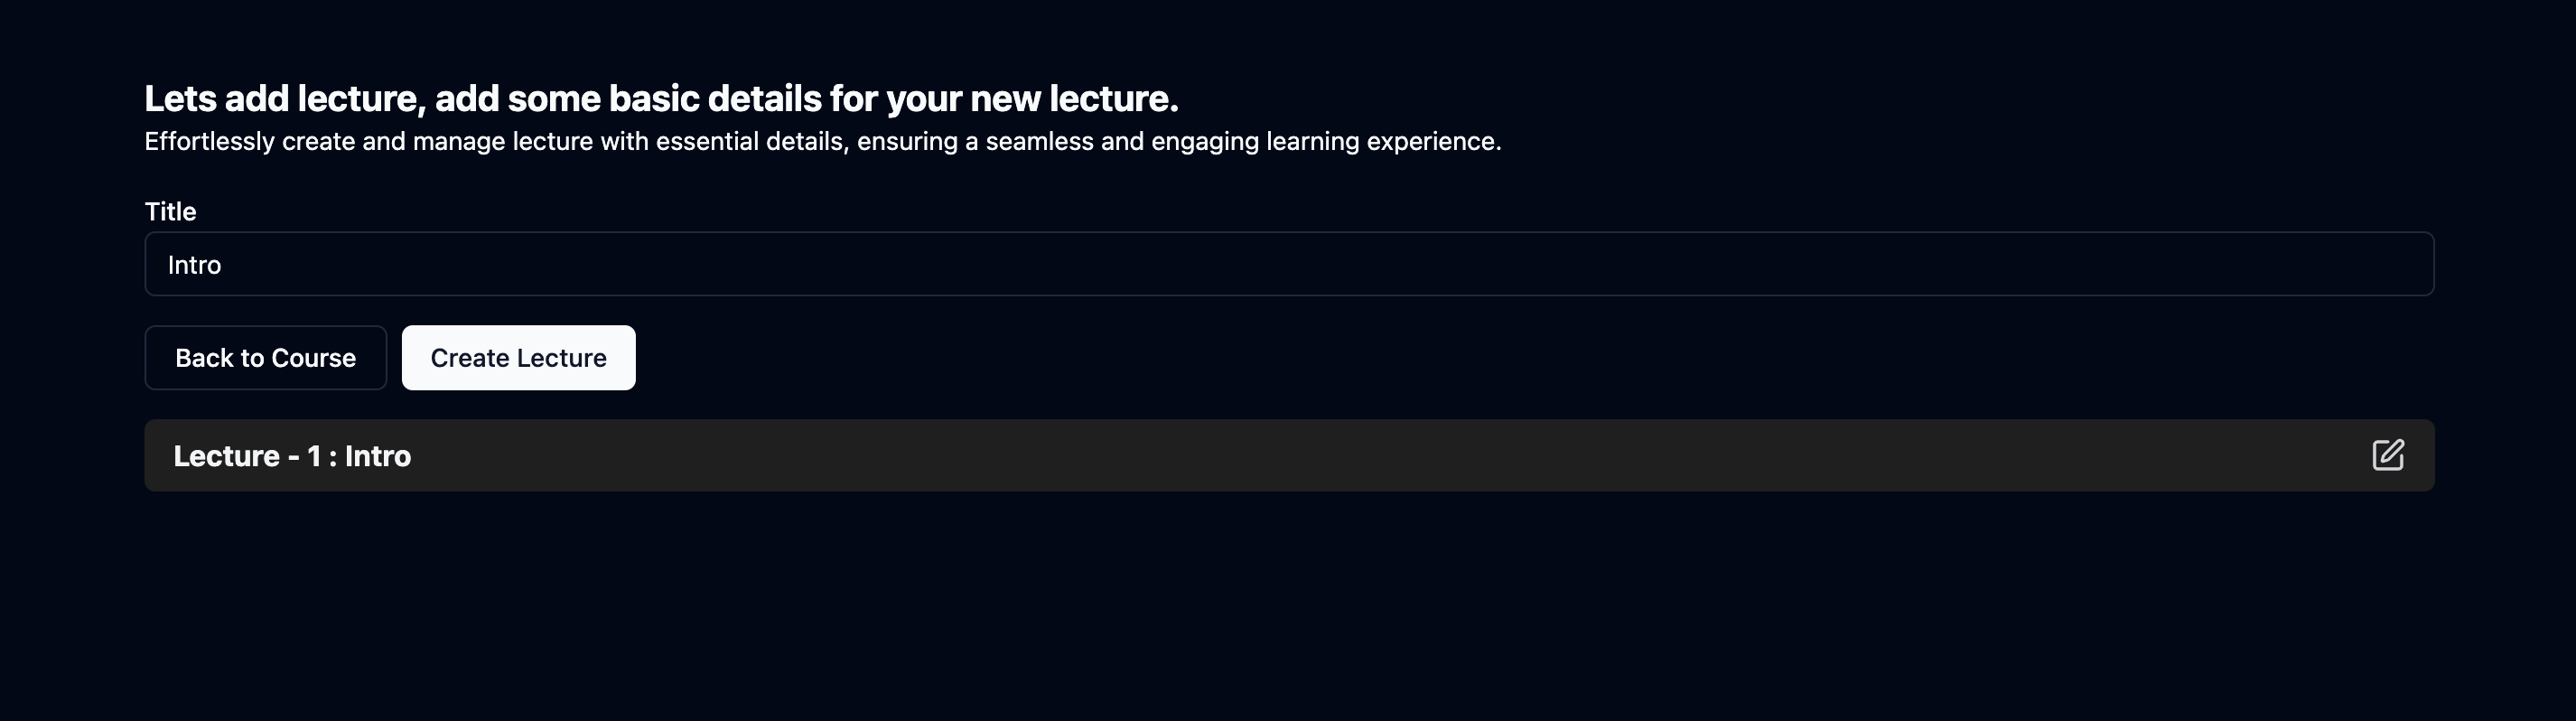 Lets add lecture, add some basic details for your new lecture.
Effortlessly create and manage lecture with essential details, ensuring a seamless and engaging learning experience.
Title
Intro
Back to Course
Create Lecture
Lecture - 1 : Intro